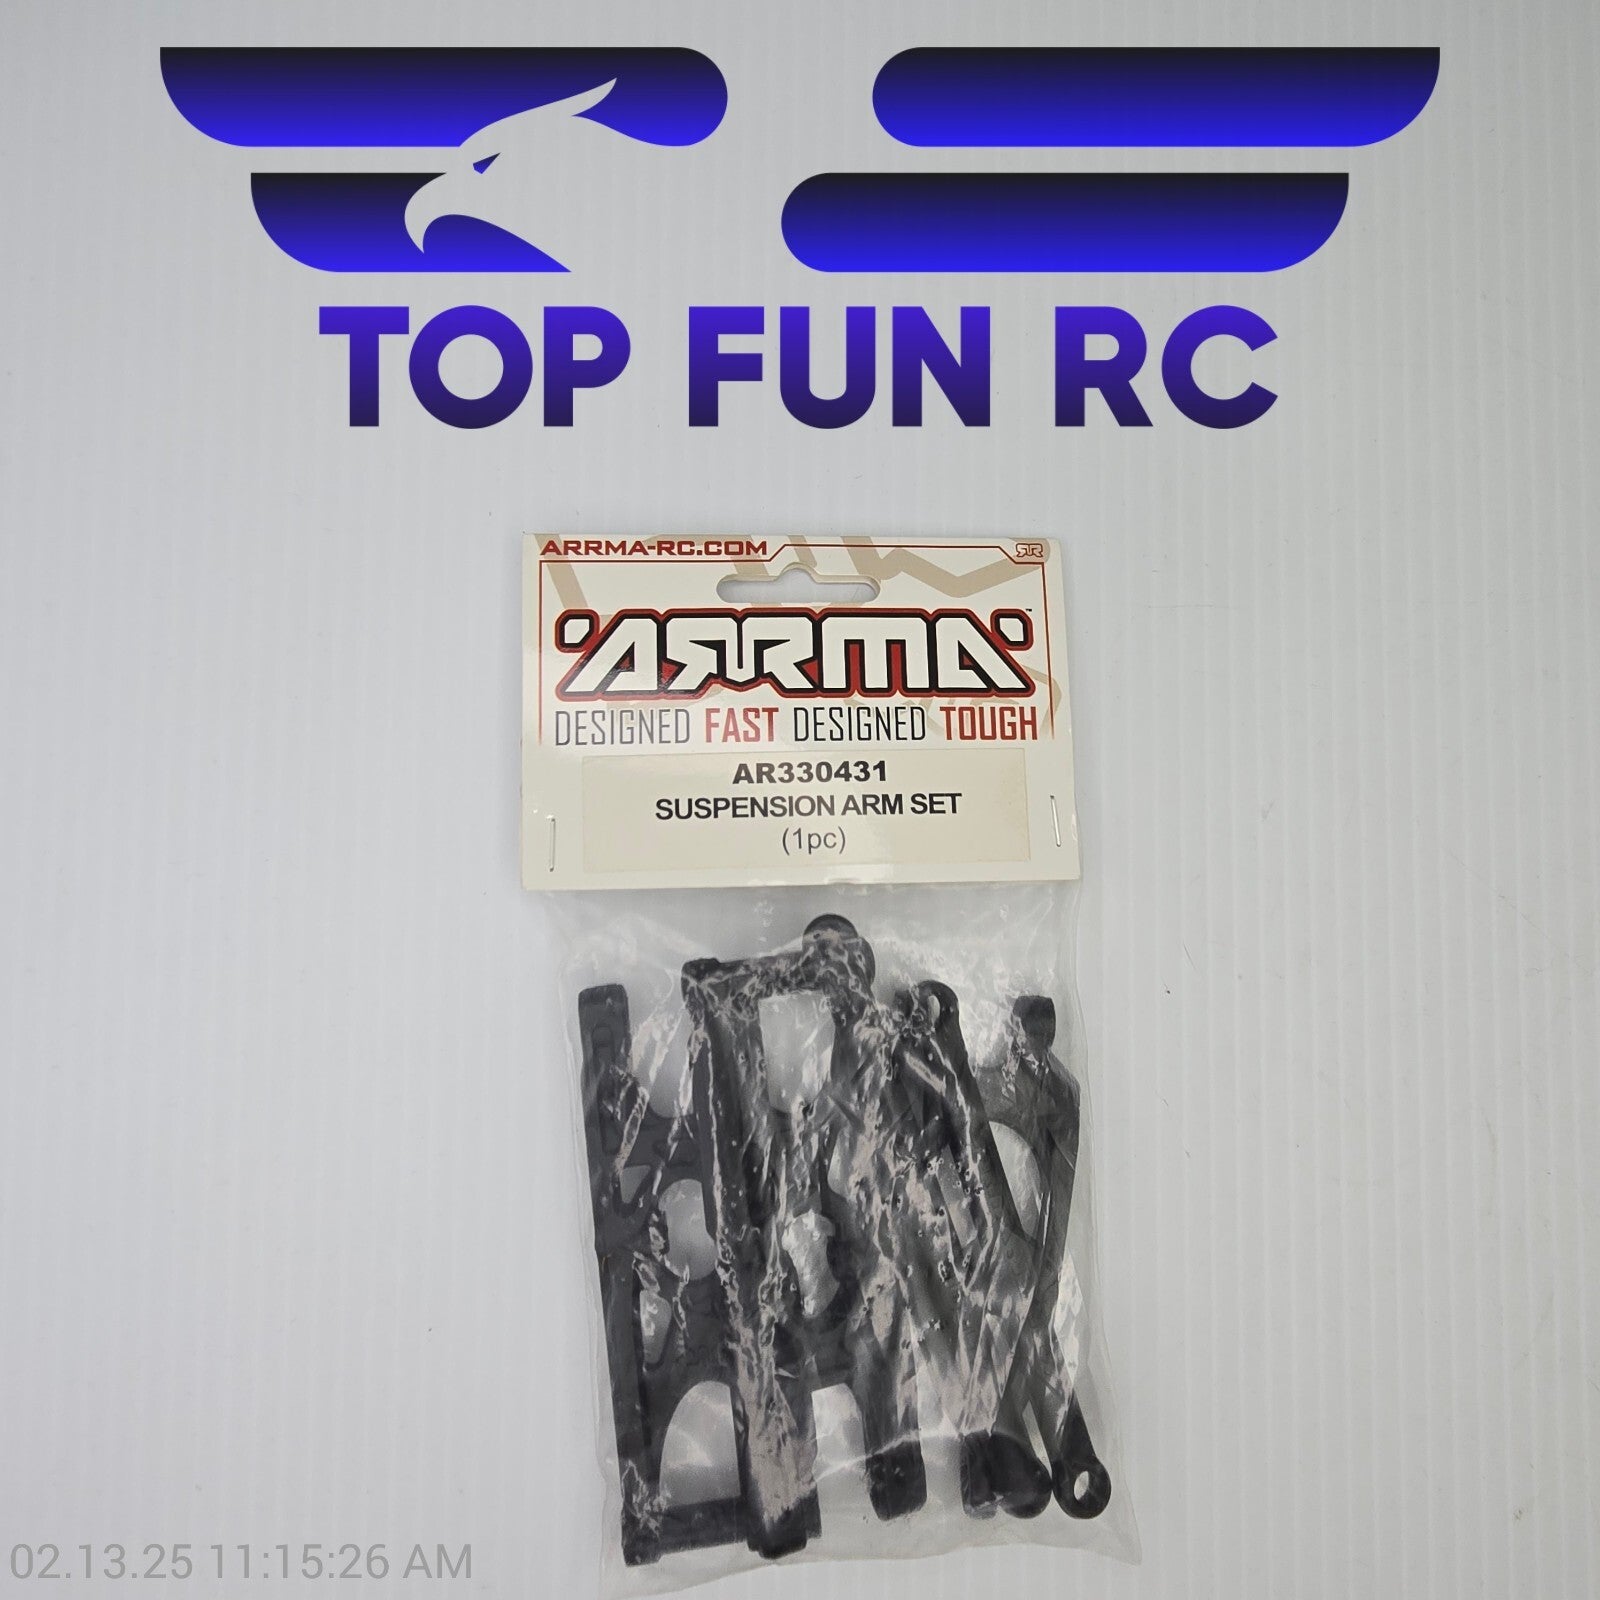 TOP FUN RC
ARRMA-RC.COM
ARRMA™
DESIGNED FAST DESIGNED TOUGH
AR330431
SUSPENSION ARM SET
(1pc)
02.13.25 11:15:26 AM